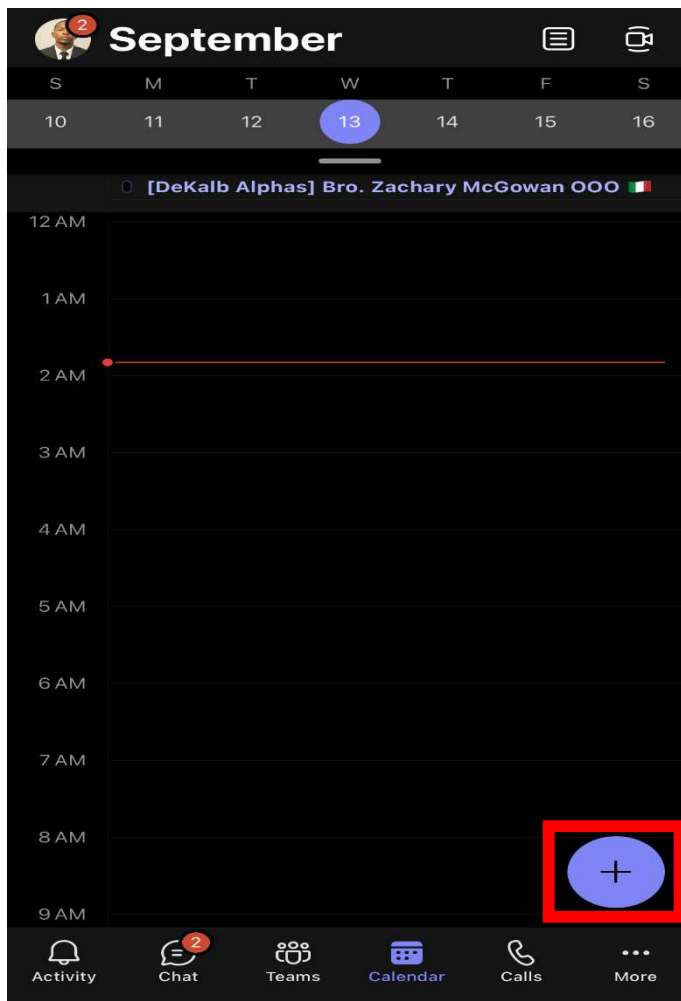 2
September
S M T W T F S
10 11 12 13 14 15 16
[DeKalb Alphas] Bro. Zachary McGowan OOO 🇮🇹
12 AM
1 AM
2 AM
3 AM
4 AM
5 AM
6 AM
7 AM
8 AM
9 AM
2
Activity Chat Teams Calendar Calls More